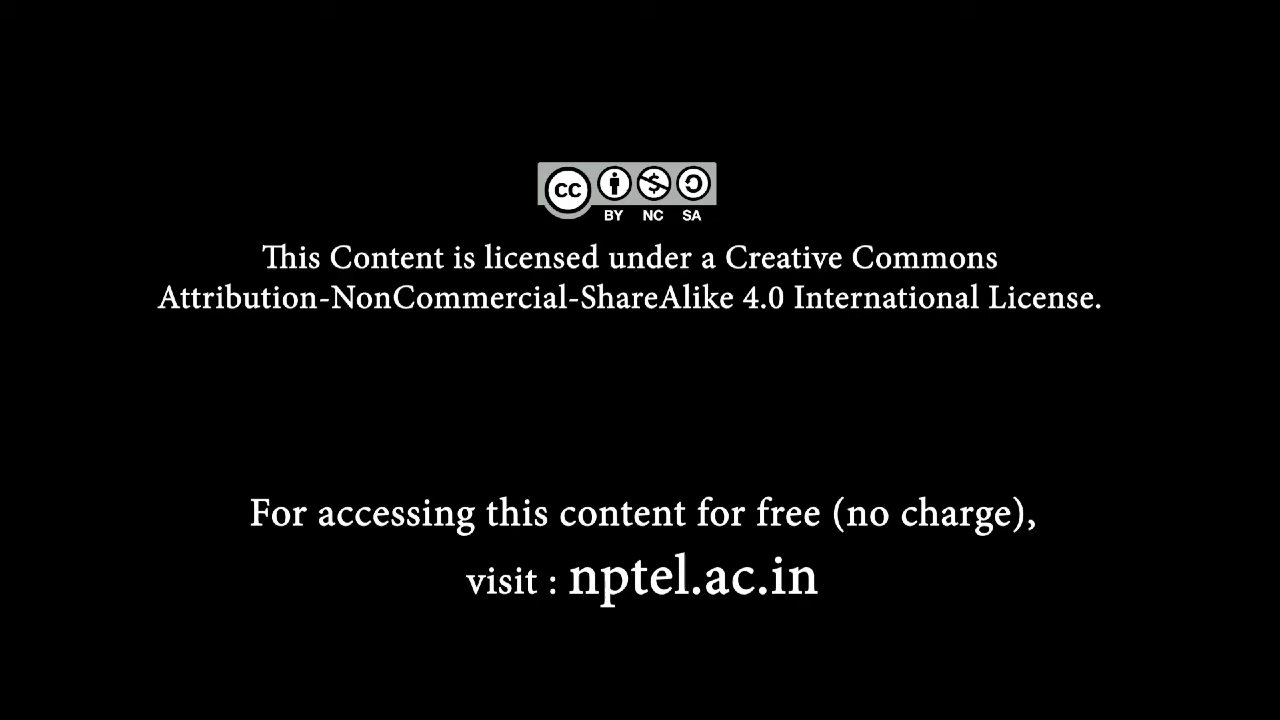 cc BY NC SA
This Content is licensed under a Creative Commons
Attribution-NonCommercial-ShareAlike 4.0 International License.
For accessing this content for free (no charge),
visit : nptel.ac.in